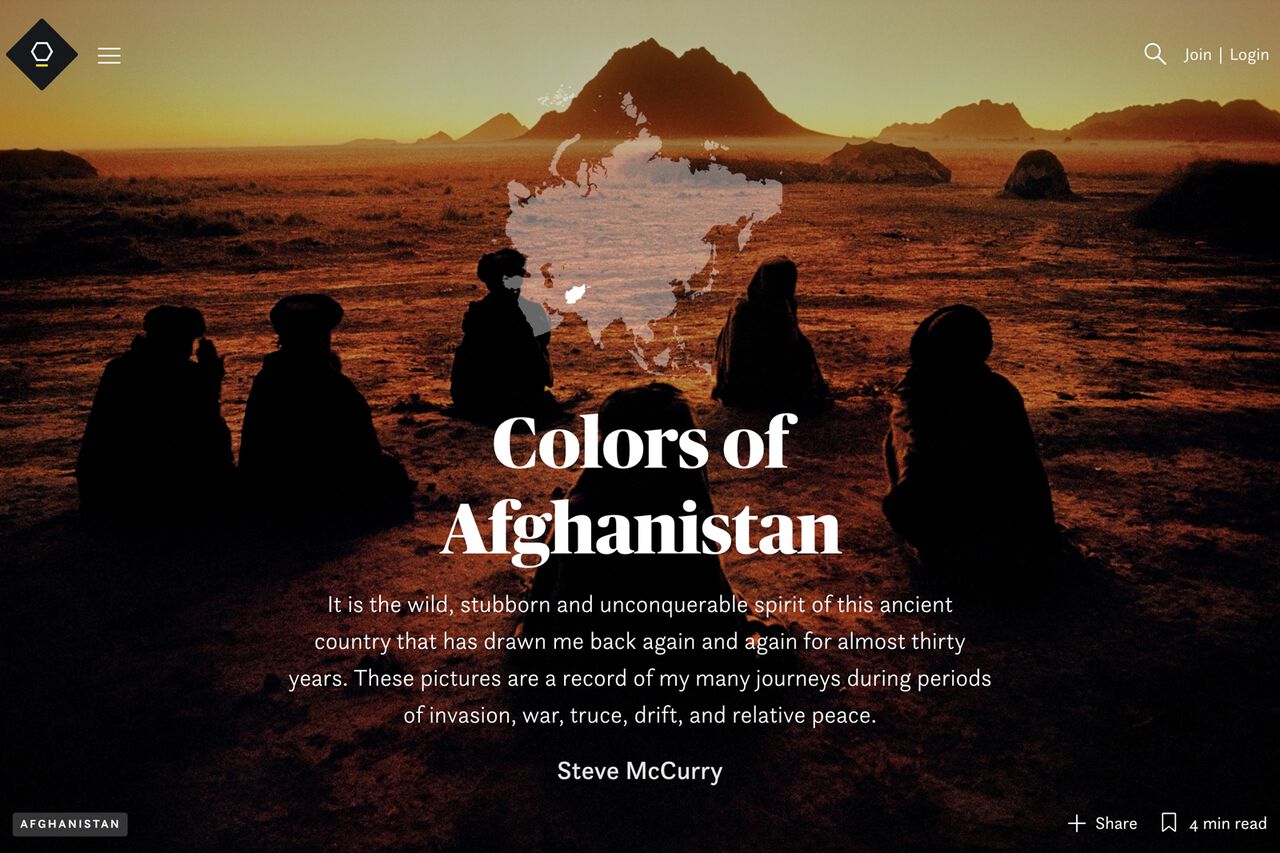 Join | Login
Colors of
Afghanistan
It is the wild, stubborn and unconquerable spirit of this ancient
country that has drawn me back again and again for almost thirty
years. These pictures are a record of my many journeys during periods
of invasion, war, truce, drift, and relative peace.
Steve McCurry
AFGHANISTAN
Share
4 min read